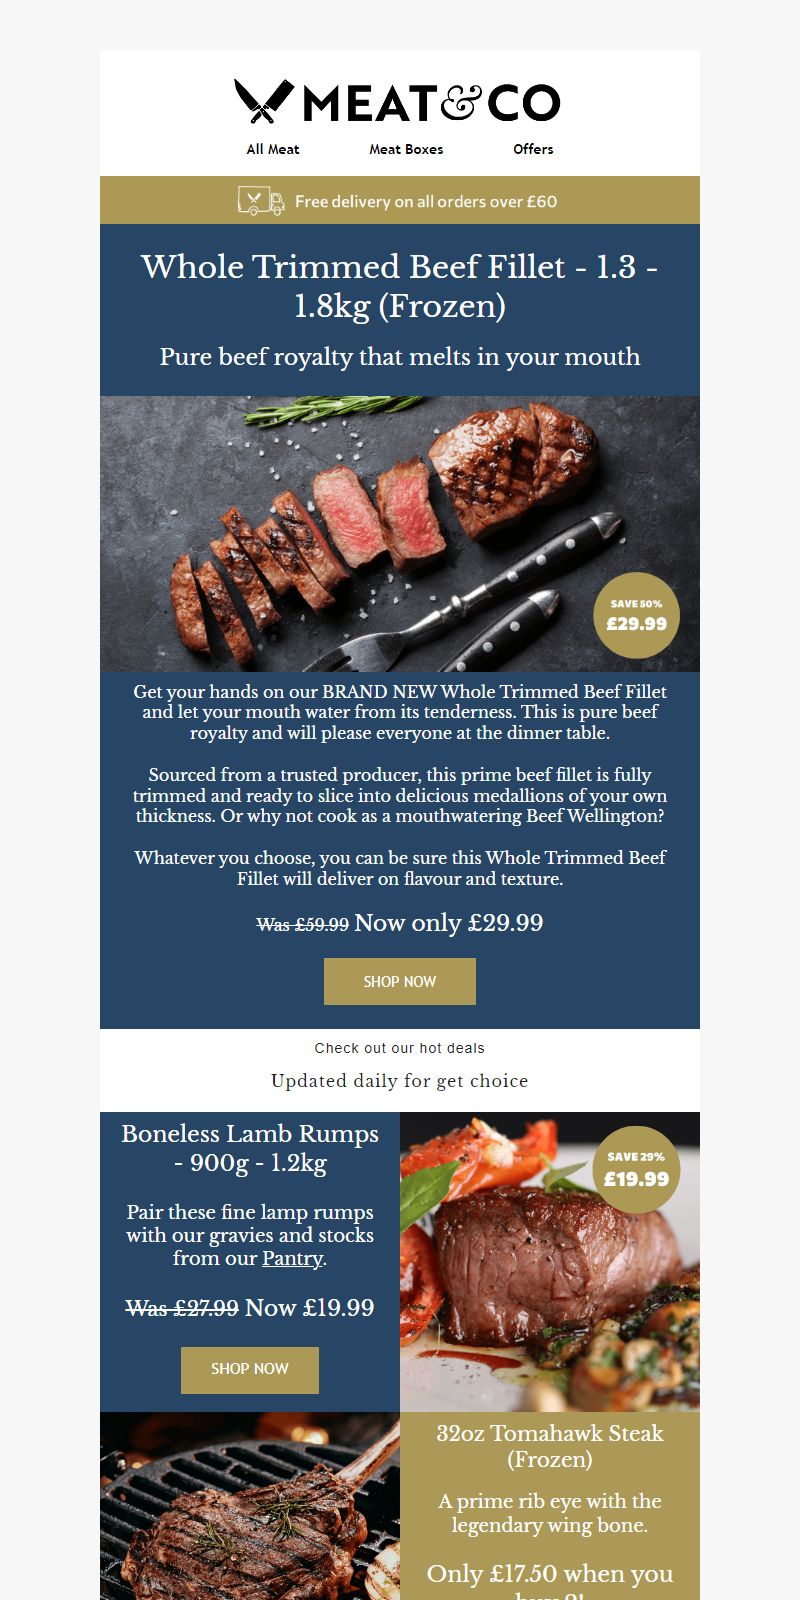 MEAT&CO
All Meat Meat Boxes Offers
Free delivery on all orders over £60
Whole Trimmed Beef Fillet - 1.3 -
1.8kg (Frozen)
Pure beef royalty that melts in your mouth
SAVE 50%
£29.99
Get your hands on our BRAND NEW Whole Trimmed Beef Fillet
and let your mouth water from its tenderness. This is pure beef
royalty and will please everyone at the dinner table.
Sourced from a trusted producer, this prime beef fillet is fully
trimmed and ready to slice into delicious medallions of your own
thickness. Or why not cook as a mouthwatering Beef Wellington?
Whatever you choose, you can be sure this Whole Trimmed Beef
Fillet will deliver on flavour and texture.
Was £59.99 Now only £29.99
SHOP NOW
Check out our hot deals
Updated daily for get choice
Boneless Lamb Rumps
- 900g - 1.2kg
Pair these fine lamp rumps
with our gravies and stocks
from our Pantry.
Was £27.99 Now £19.99
SHOP NOW
SAVE 29%
£19.99
32oz Tomahawk Steak
(Frozen)
A prime rib eye with the
legendary wing bone.
Only £17.50 when you
buy 2!